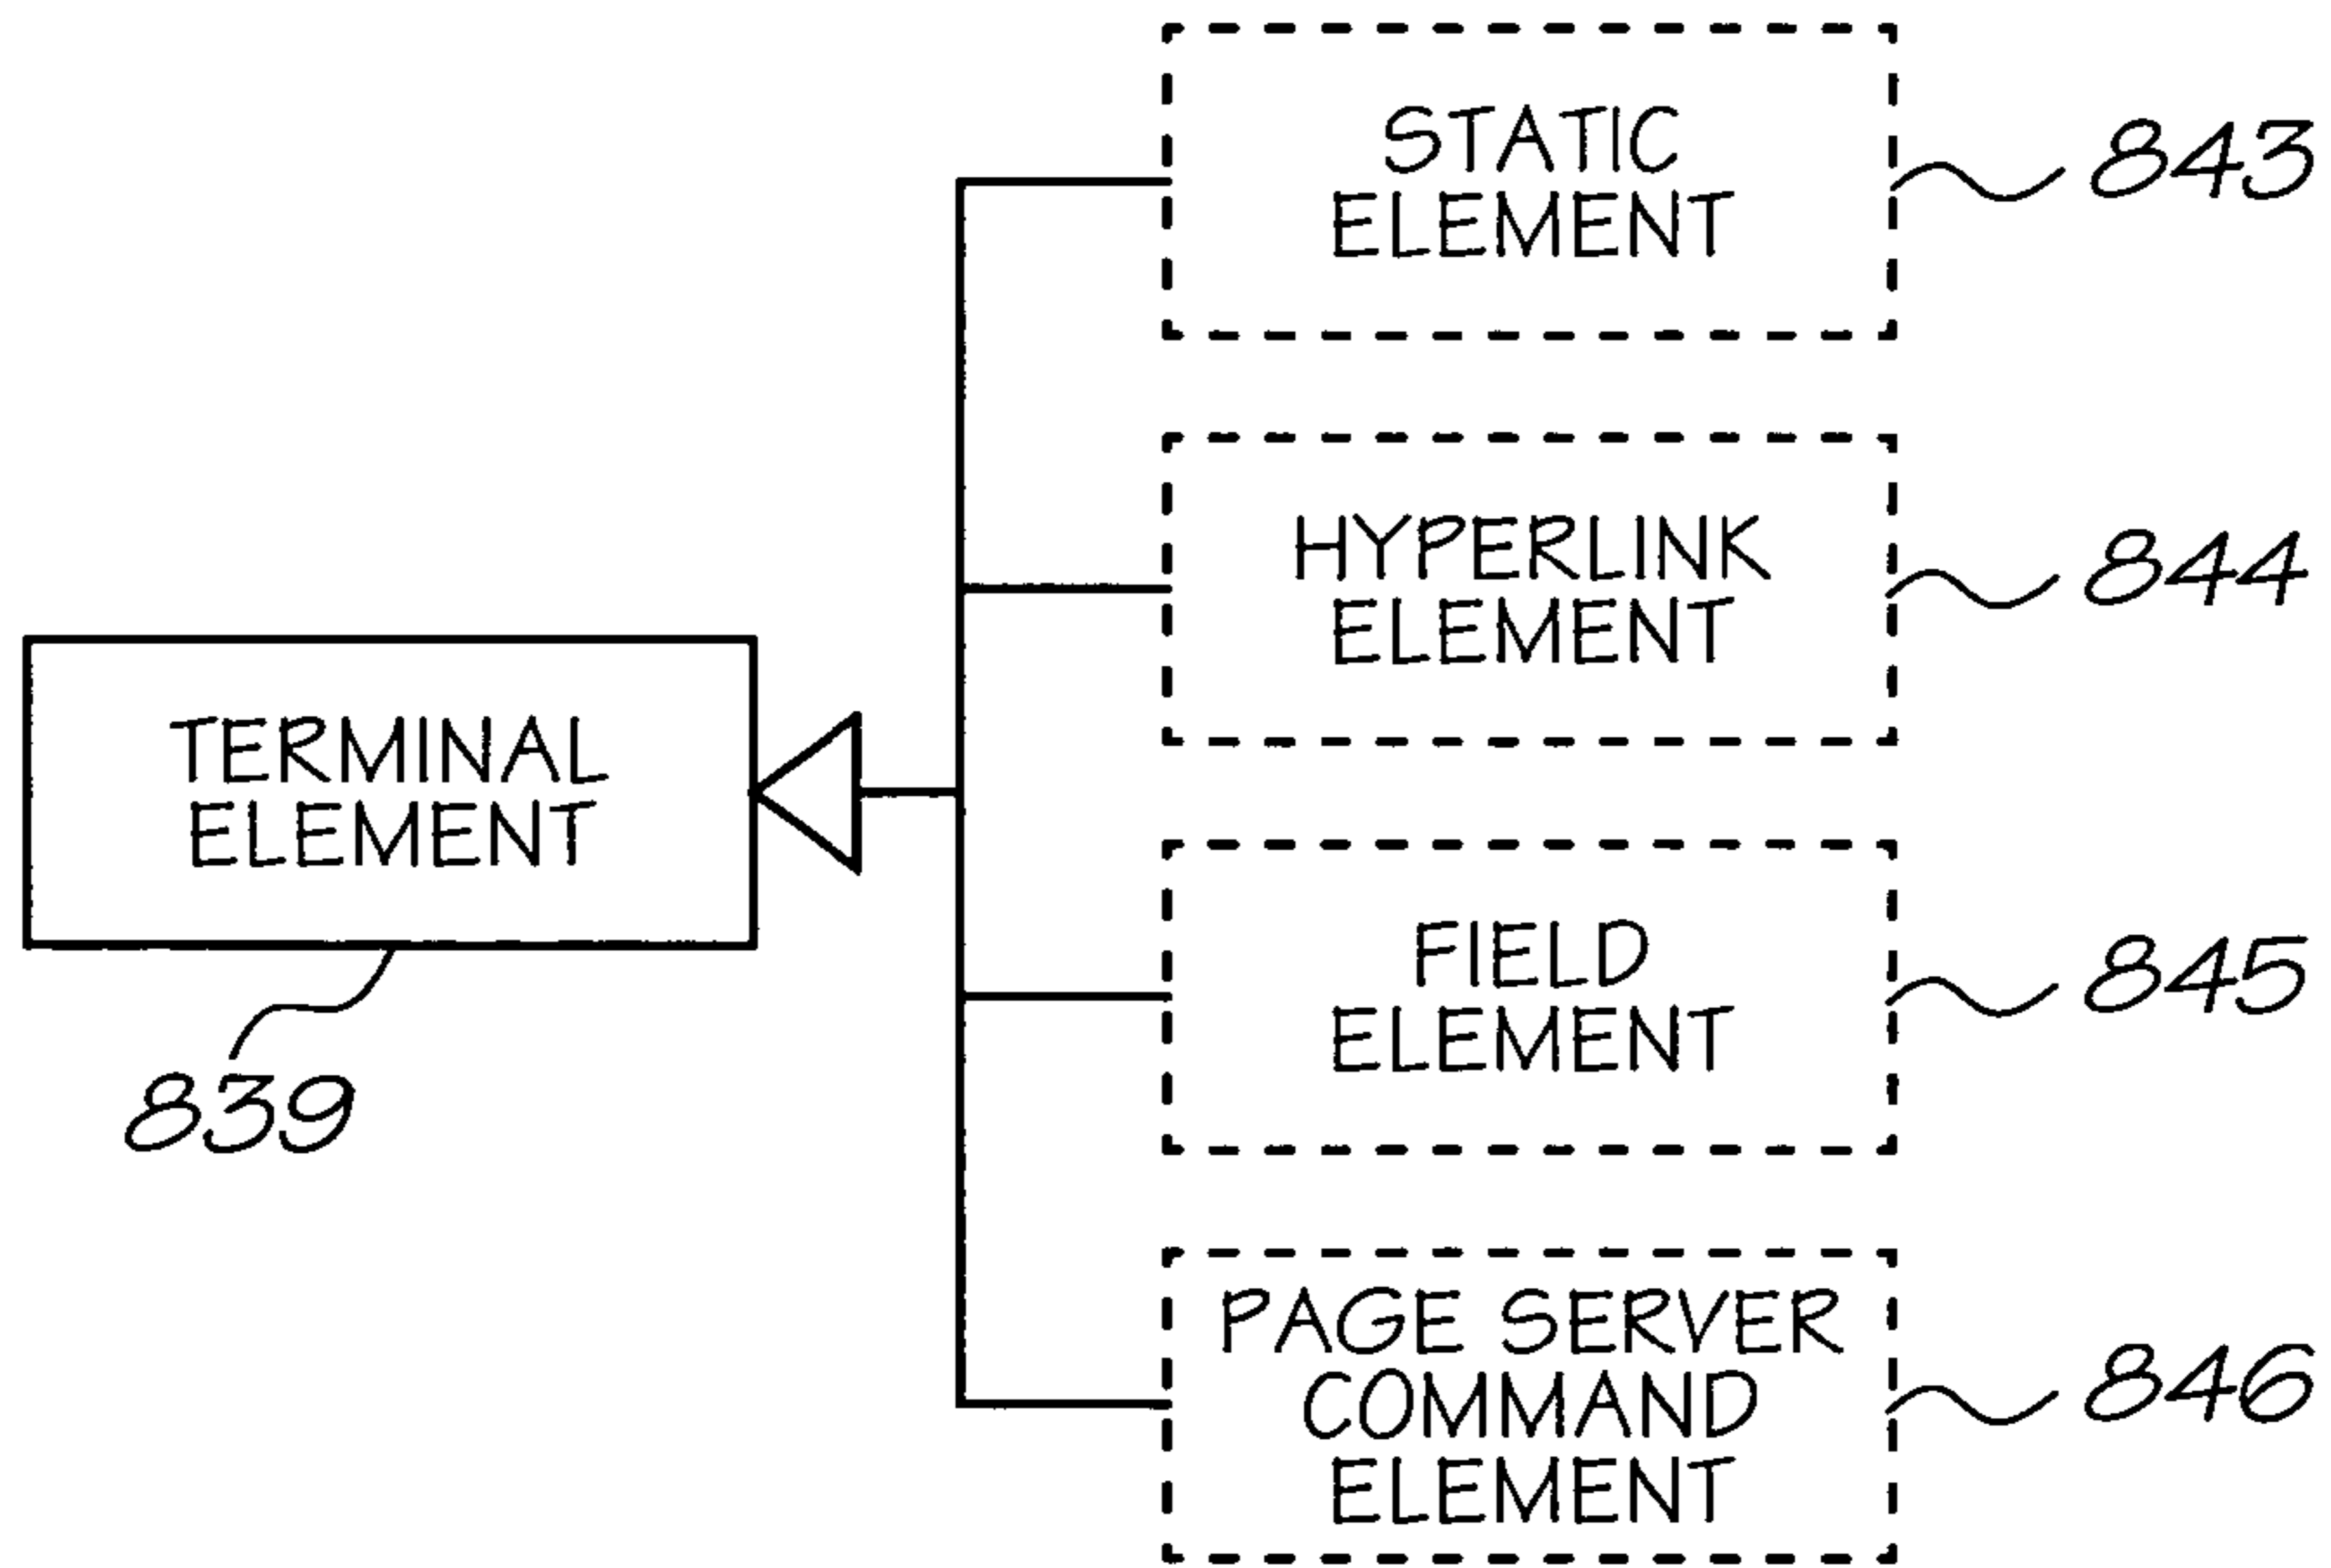 STATIC
ELEMENT
843
HYPERLINK
ELEMENT
844
TERMINAL
ELEMENT
839
FIELD
ELEMENT
845
PAGE SERVER
COMMAND
ELEMENT
846